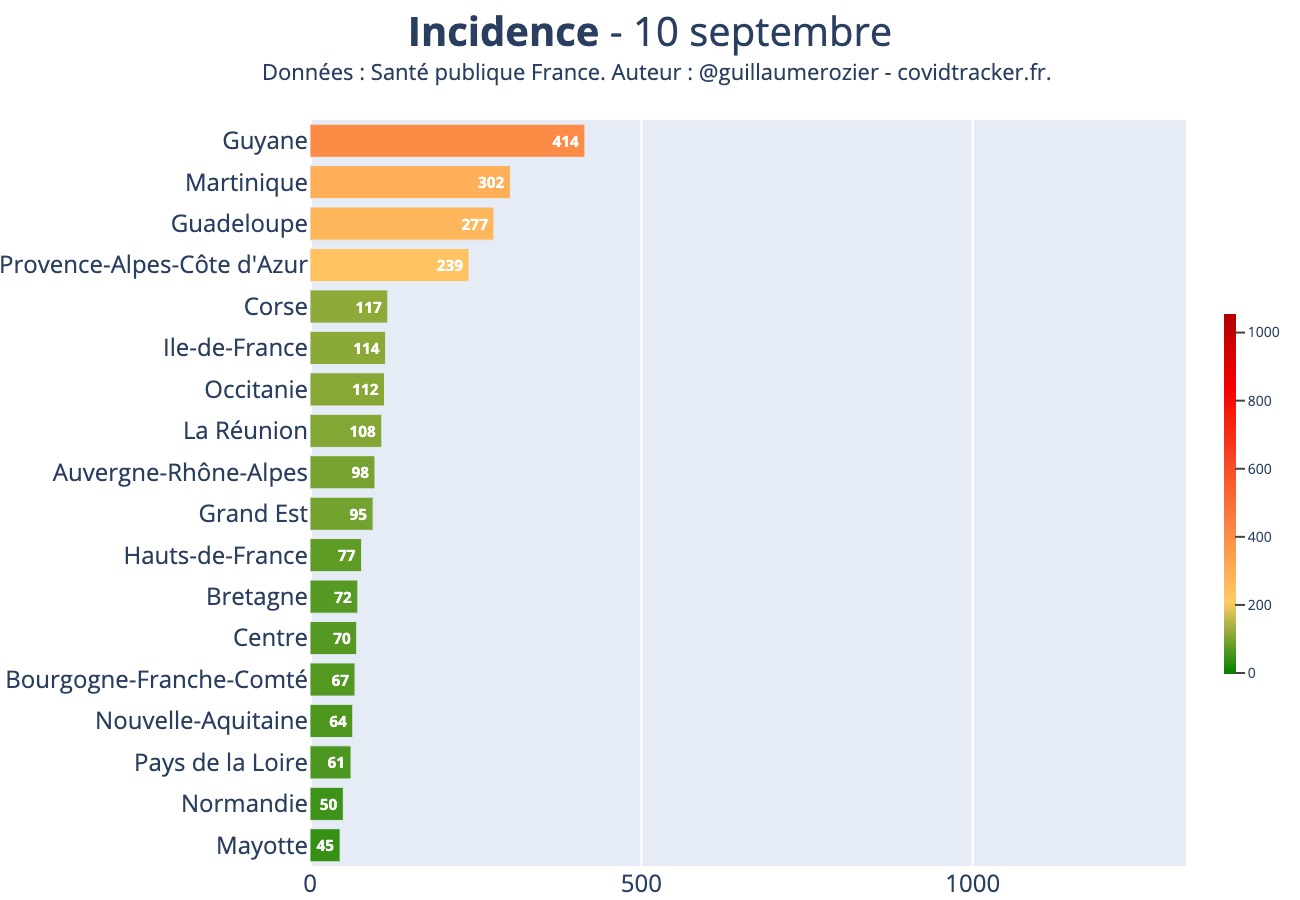 Incidence - 10 septembre
Données : Santé publique France. Auteur : @guillaumerozier - covidtracker.fr.
Guyane 414
Martinique 302
Guadeloupe 277
Provence-Alpes-Côte d'Azur 239
Corse 117
Ile-de-France 114
Occitanie 112
La Réunion 108
Auvergne-Rhône-Alpes 98
Grand Est 95
Hauts-de-France 77
Bretagne 72
Centre 70
Bourgogne-Franche-Comté 67
Nouvelle-Aquitaine 64
Pays de la Loire 61
Normandie 50
Mayotte 45
0 500 1000
1000
800
600
400
200
0